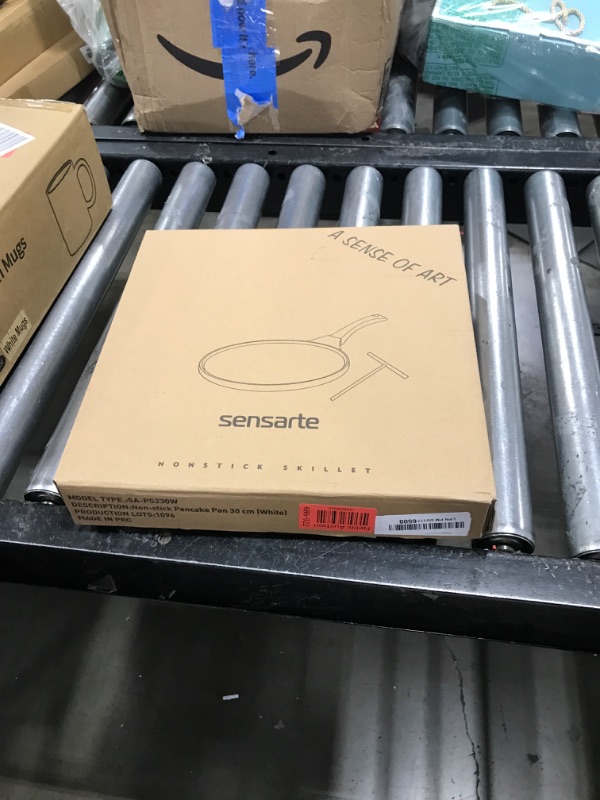 A SENSE OF ART
sensarte
NONSTICK SKILLET
MODEL TYPE.:SA-PS230W
DESCRIPTION:Non-stick Pancake Pan 30 cm [White]
PRODUCTION LOTS:1094
MADE IN PRC
Mugs
White Mugs